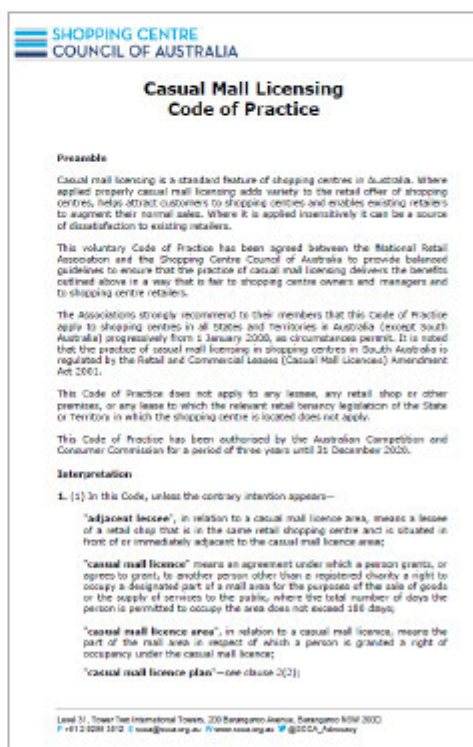 SHOPPING CENTRE
COUNCIL OF AUSTRALIA
Casual Mall Licensing
Code of Practice
Preamble
Casual mall licensing is a standard feature of shopping centres in Australia. Where
applied properly casual mall licensing adds variety to the retail offer of shopping
centres, helps attract customers to shopping centres and enables existing retailers
to augment their normal sales. Where it is applied insensitively it can be a source
of dissatisfaction to existing retailers.
This voluntary Code of Practice has been agreed between the National Retail
Association and the Shopping Centre Council of Australia to provide balanced
guidelines to ensure that the practice of casual mall licensing delivers the benefits
outlined above in a way that is fair to shopping centre owners and managers and
to shopping centre retailers.
The Associations strongly recommend to their members that this Code of Practice
apply to shopping centres in all States and Territories in Australia (except South
Australia) progressively from 1 January as circumstances permit. It is noted
that the practice of casual mall licensing in shopping centres in South Australia is
regulated by the Retail and Commercial Leases (Casual Mall Licences) Amendment
Act 2001.
This Code of Practice does not apply to any lessee, any retail shop or other
premises, or any lease to which the relevant retail tenancy legislation of the State
or Territory in which the shopping centre is located does not apply.
This Code of Practice has been authorised by the Australian Competition and
Consumer Commission for a period of three years until 31 December 2020.
Interpretation
1. (1) In this Code, unless the contrary intention appears—
"adjacent lessee", in relation to a casual mall licence area, means a lessee
of a retail shop that is in the same retail shopping centre and is situated in
front of or immediately adjacent to the casual mall licence area;
"casual mall licence" means an agreement under which a person grants, or
agrees to grant, to another person other than a registered charity a right to
occupy a designated part of a mall area for the purposes of the sale of goods
or the supply of services to the public, where the total number of days the
person is permitted to occupy the area does not exceed 180 days;
"casual mall licence area", in relation to a casual mall licence, means the
part of the mall area in respect of which a person is granted a right of
occupancy under the casual mall licence;
"casual mall licence plan"—see clause 2(2);
Level 31, Tower Two International Towers, 200 Barangaroo Avenue, Barangaroo NSW 2000
P E scca@scca.org.au W www.scca.org.au @SCCA_Advocacy